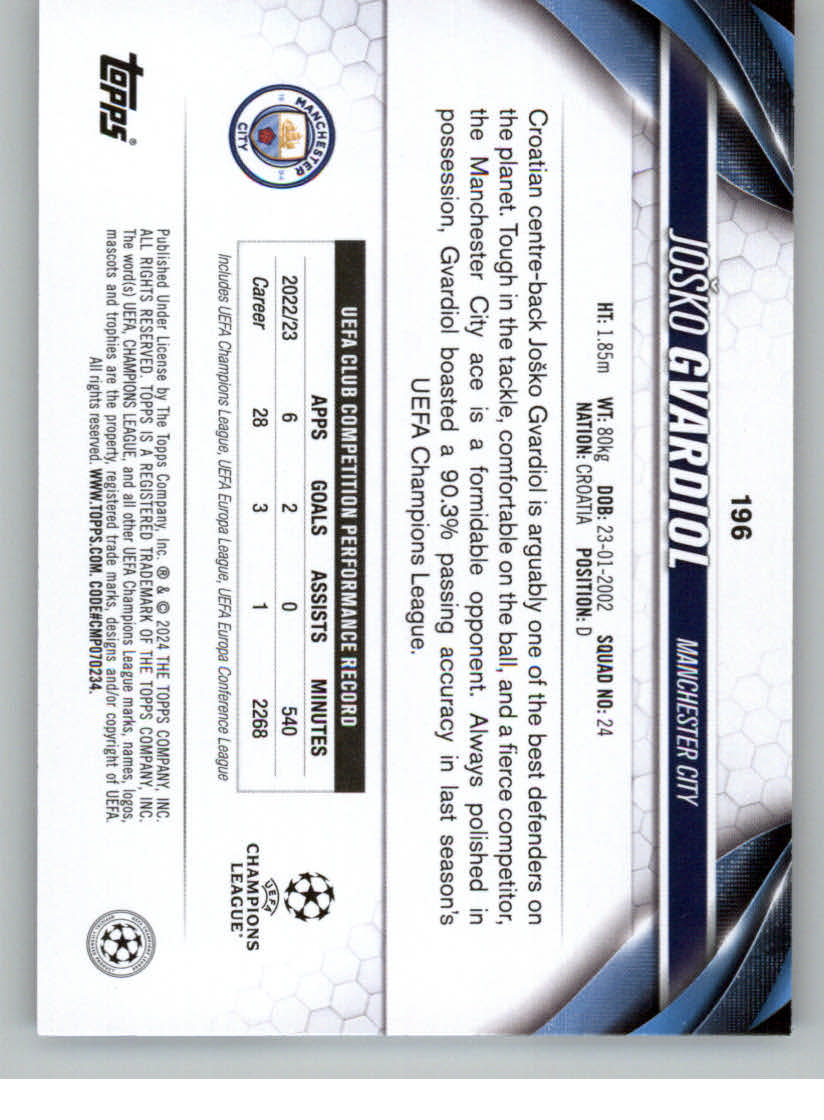 196
JOŠKO GVARDIOL
MANCHESTER CITY
HT: 1.85m WT: 80kg DOB: 23-01-2002 SQUAD NO: 24
NATION: CROATIA POSITION: D
Croatian centre-back Joško Gvardiol is arguably one of the best defenders on
the planet. Tough in the tackle, comfortable on the ball, and a fierce competitor,
the Manchester City ace is a formidable opponent. Always polished in
possession, Gvardiol boasted a 90.3% passing accuracy in last season's
UEFA Champions League.
MANCHESTER
CITY
18 94
UEFA CLUB COMPETITION PERFORMANCE RECORD
APPS GOALS ASSISTS MINUTES
2022/23 6 2 0 540
Career 28 3 1 2268
Includes UEFA Champions League, UEFA Europa League, UEFA Europa Conference League
UEFA
CHAMPIONS
LEAGUE®
topps®
Published Under License by The Topps Company, Inc. ® & © 2024 THE TOPPS COMPANY, INC.
ALL RIGHTS RESERVED. TOPPS IS A REGISTERED TRADEMARK OF THE TOPPS COMPANY, INC.
The word(s) UEFA, CHAMPIONS LEAGUE, and all other UEFA Champions League marks, names, logos,
mascots and trophies are the property, registered trade marks, designs and/or copyright of UEFA.
All rights reserved. WWW.TOPPS.COM. CODE#CMP070234.